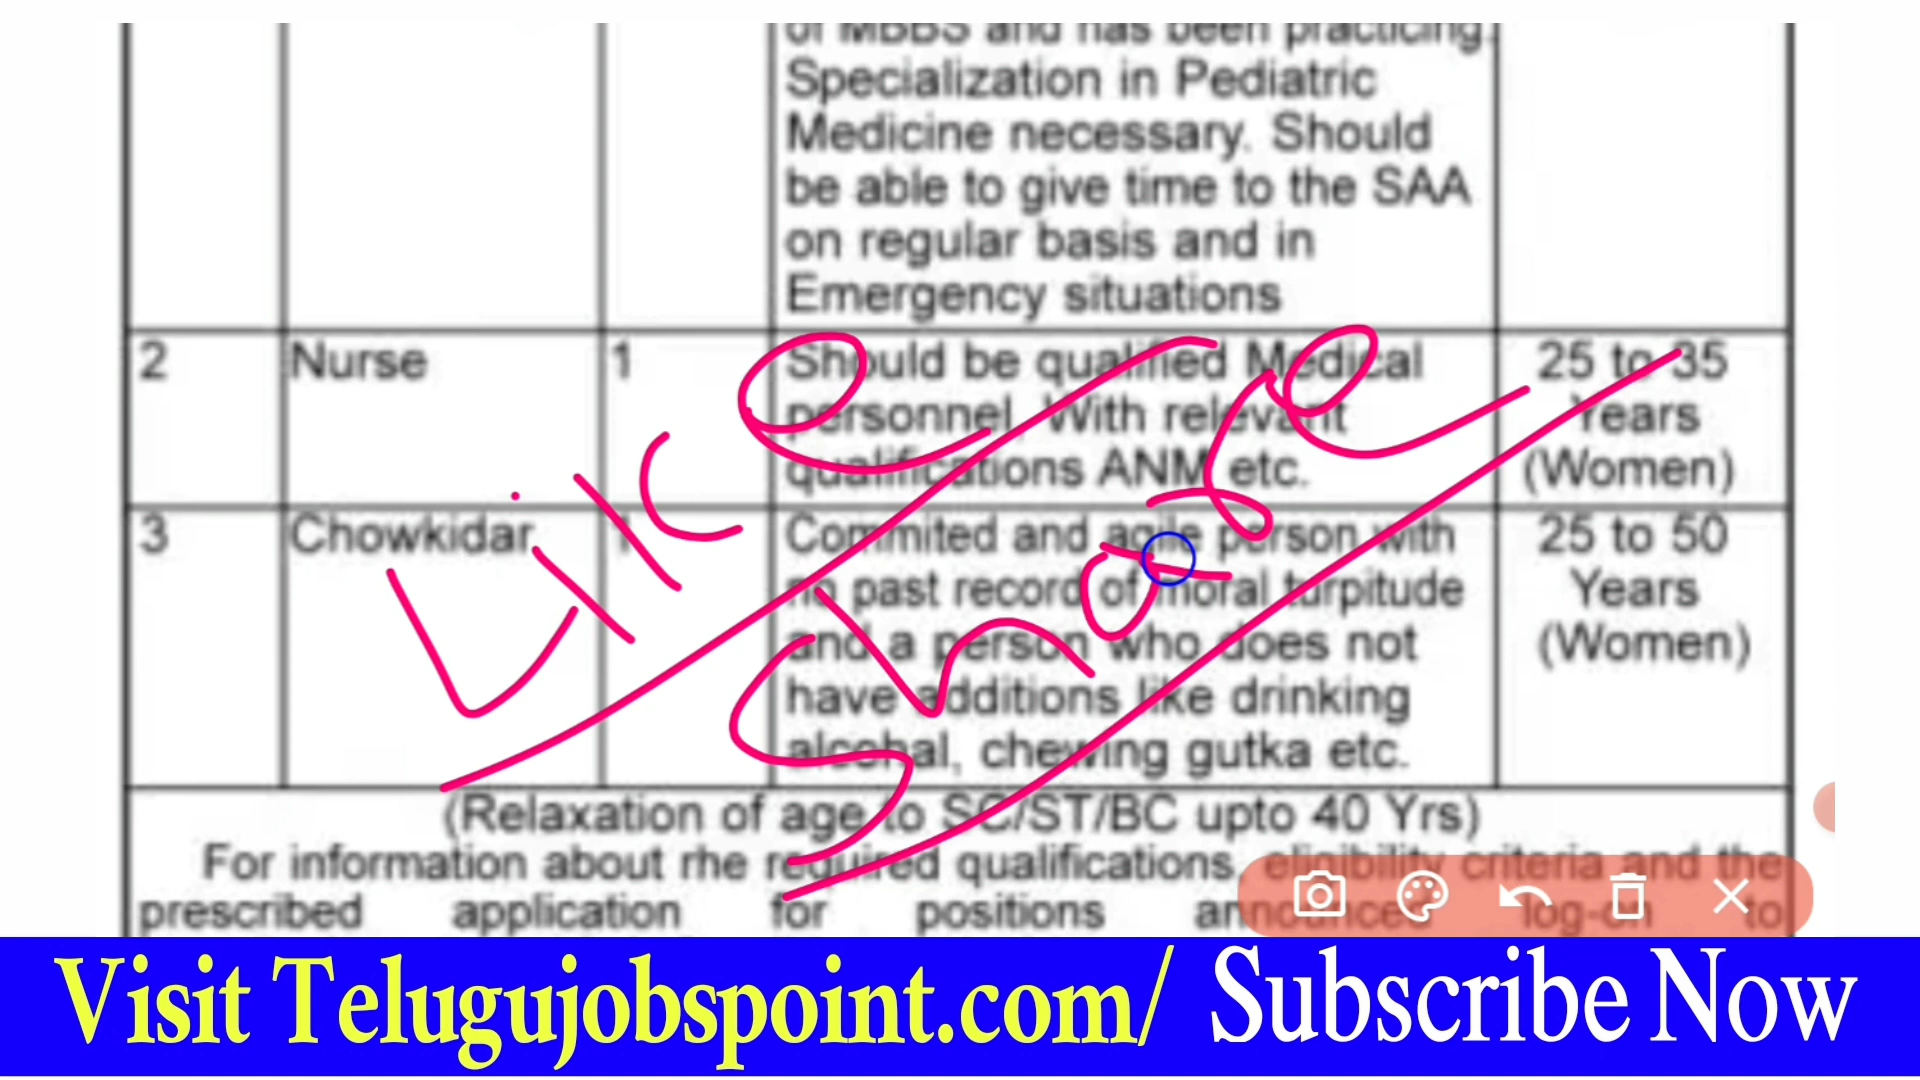 of MBBS and has been practicing.
Specialization in Pediatric
Medicine necessary. Should
be able to give time to the SAA
on regular basis and in
Emergency situations
2 Nurse 1 Should be qualified Medical 25 to 35
personnel. With relevant Years
qualifications ANM etc. (Women)
3 Chowkidar 1 Commited and agile person with 25 to 50
no past record of moral turpitude Years
and a person who does not (Women)
have additions like drinking
alcohal, chewing gutka etc.
(Relaxation of age to SC/ST/BC upto 40 Yrs)
For information about rhe required qualifications, eligibility criteria and the
prescribed application for positions announced log-on to
Like
Share
Visit Telugujobspoint.com/ Subscribe Now